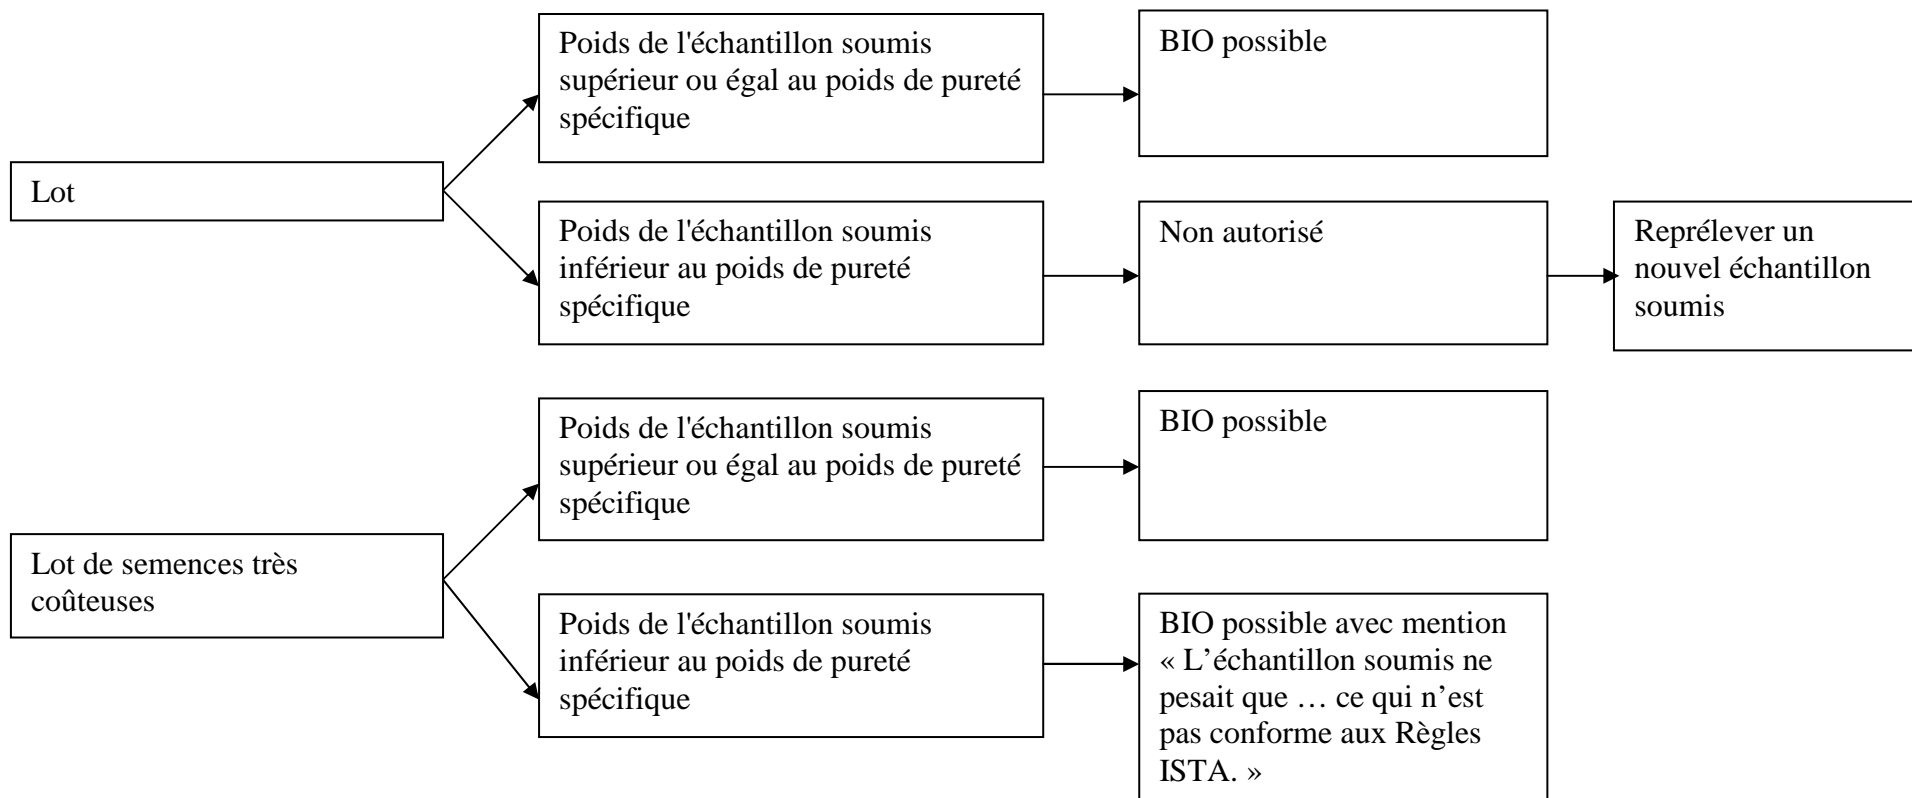 Poids de l'échantillon soumis
supérieur ou égal au poids de pureté
spécifique
BIO possible
Lot
Poids de l'échantillon soumis
inférieur au poids de pureté
spécifique
Non autorisé
Reprélever un
nouvel échantillon
soumis
Poids de l'échantillon soumis
supérieur ou égal au poids de pureté
spécifique
BIO possible
Lot de semences très
coûteuses
Poids de l'échantillon soumis
inférieur au poids de pureté
spécifique
BIO possible avec mention
« L’échantillon soumis ne
pesait que … ce qui n’est
pas conforme aux Règles
ISTA. »